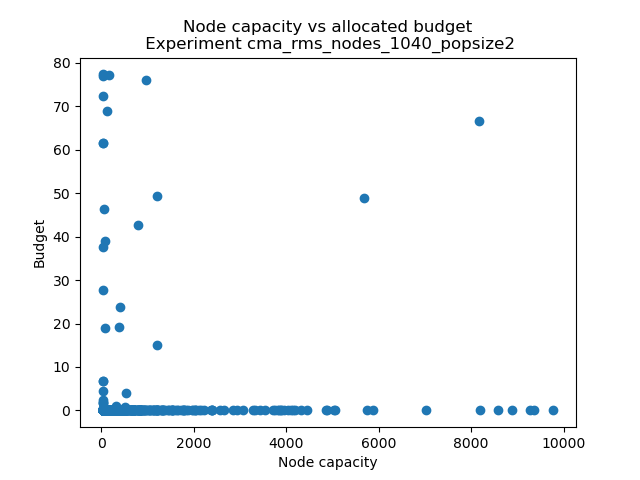 Node capacity vs allocated budget
Experiment cma_rms_nodes_1040_popsize2
80
70
60
50
40
30
20
10
0
Budget
0 2000 4000 6000 8000 10000
Node capacity